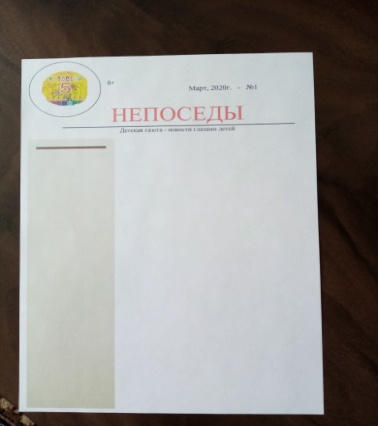 6+
Март, 2020г. - №1
НЕПОСЕДЫ
Детская газета - новости глазами детей